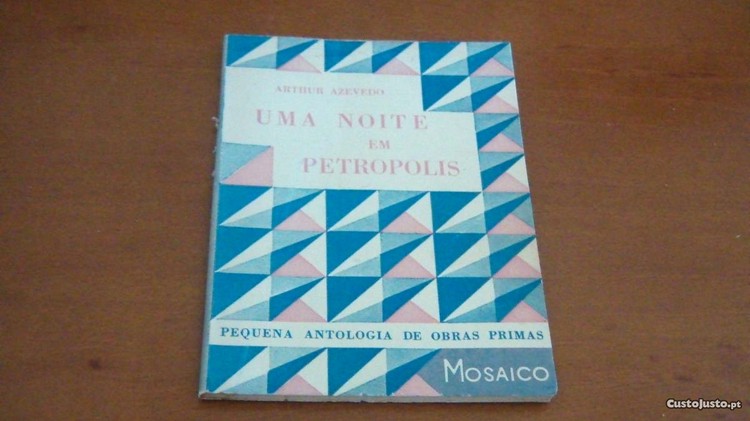 ARTHUR AZEVEDO
UMA NOITE
EM
PETROPOLIS
PEQUENA ANTOLOGIA DE OBRAS PRIMAS
MOSAICO
CustoJusto.pt